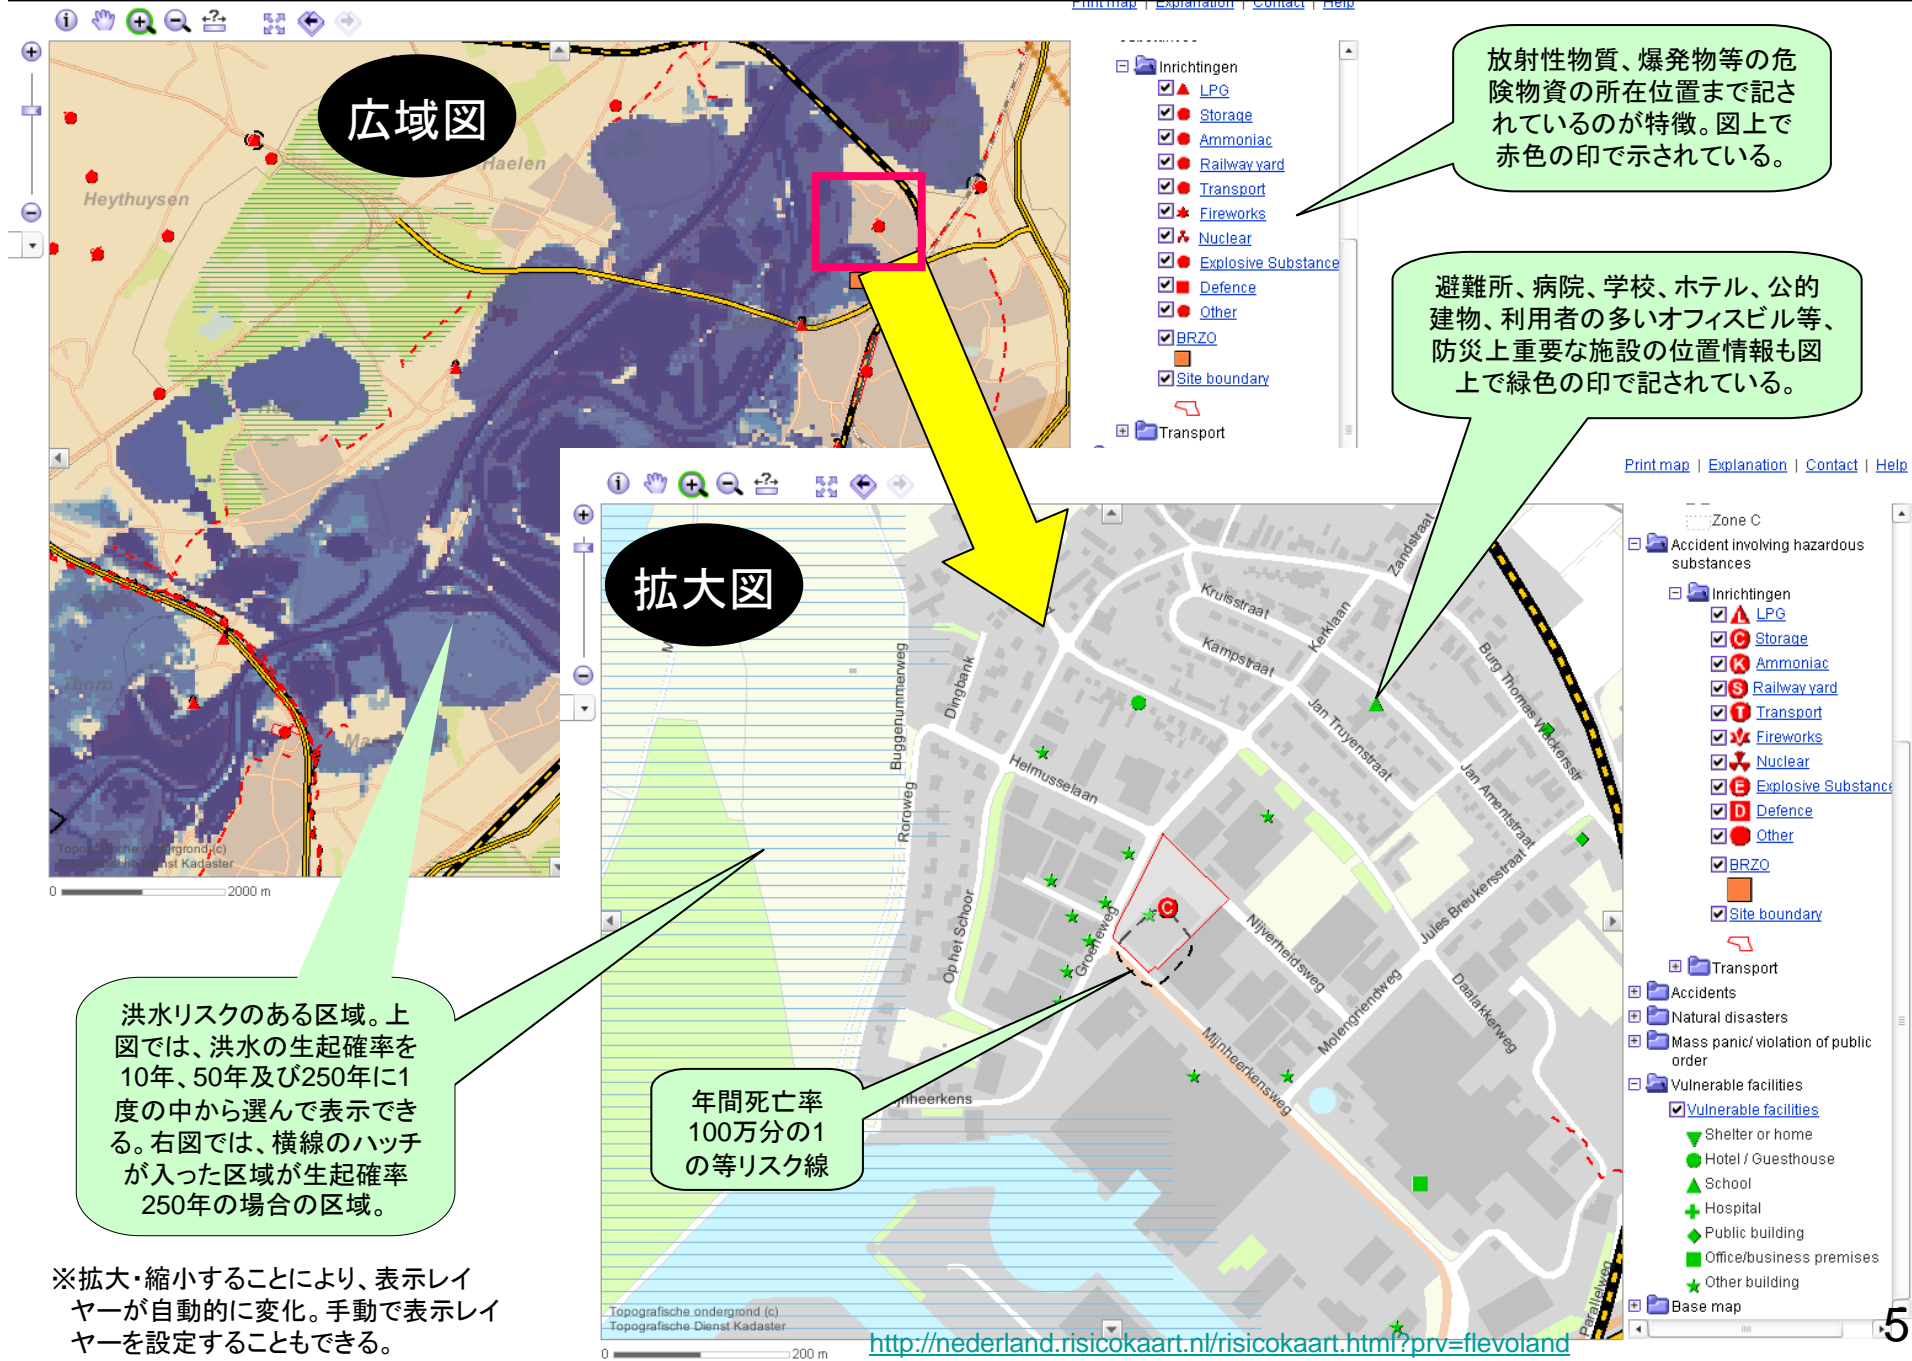 Print map | Explanation | Contact | Help
広域図
Haelen
Heythuysen
Thorn
Topografische ondergrond (c)
Topografische Dienst Kadaster
0 2000 m
Inrichtingen
LPG
Storage
Ammoniac
Railway yard
Transport
Fireworks
Nuclear
Explosive Substance
Defence
Other
BRZO
Site boundary
Transport
放射性物質、爆発物等の危
険物資の所在位置まで記さ
れているのが特徴。図上で
赤色の印で示されている。
避難所、病院、学校、ホテル、公的
建物、利用者の多いオフィスビル等、
防災上重要な施設の位置情報も図
上で緑色の印で記されている。
Print map | Explanation | Contact | Help
拡大図
Zandstraat
Kruisstraat
Kerklaan
Kampstraat
Burg Thomas Wackersstr
Dingbank
Buggenummerweg
Jan Truyenstraat
Helmusselaan
Jan Amentstraat
Roroweg
Jules Breukersstraat
Op het Schoor
Groeneweg
Nijverheidsweg
Daalakkerweg
Molengriendweg
Mijnheerkensweg
Parallelweg
Topografische ondergrond (c)
Topografische Dienst Kadaster
0 200 m
Zone C
Accident involving hazardous
substances
Inrichtingen
L LPG
C Storage
K Ammoniac
S Railway yard
T Transport
Fireworks
Nuclear
E Explosive Substance
D Defence
Other
BRZO
Site boundary
Transport
Accidents
Natural disasters
Mass panic/ violation of public
order
Vulnerable facilities
Vulnerable facilities
Shelter or home
Hotel / Guesthouse
School
Hospital
Public building
Office/business premises
Other building
Base map
C
洪水リスクのある区域。上
図では、洪水の生起確率を
10年、50年及び250年に1
度の中から選んで表示でき
る。右図では、横線のハッチ
が入った区域が生起確率
250年の場合の区域。
年間死亡率
100万分の1
の等リスク線
※拡大・縮小することにより、表示レイ
ヤーが自動的に変化。手動で表示レイ
ヤーを設定することもできる。
http://nederland.risicokaart.nl/risicokaart.html?prv=flevoland
5